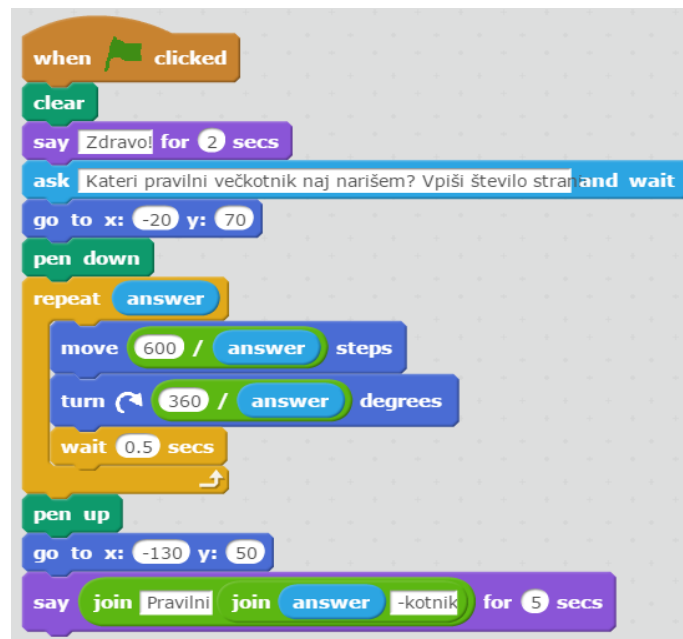 when clicked
clear
say Zdravo! for 2 secs
ask Kateri pravilni večkotnik naj narišem? Vpiši število stran and wait
go to x: -20 y: 70
pen down
repeat answer
move 600 / answer steps
turn 360 / answer degrees
wait 0.5 secs
pen up
go to x: -130 y: 50
say join Pravilni join answer -kotnik for 5 secs